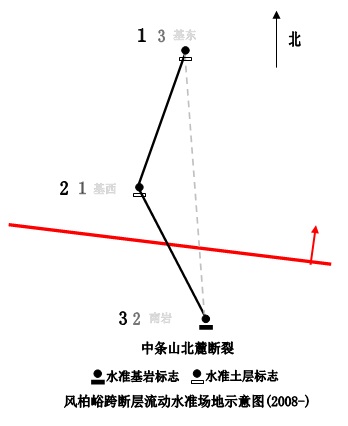 1 3 基东
北
2 1 基西
3 2 南岩
中条山北麓断裂
水准基岩标志 水准土层标志
风柏峪跨断层流动水准场地示意图(2008-)